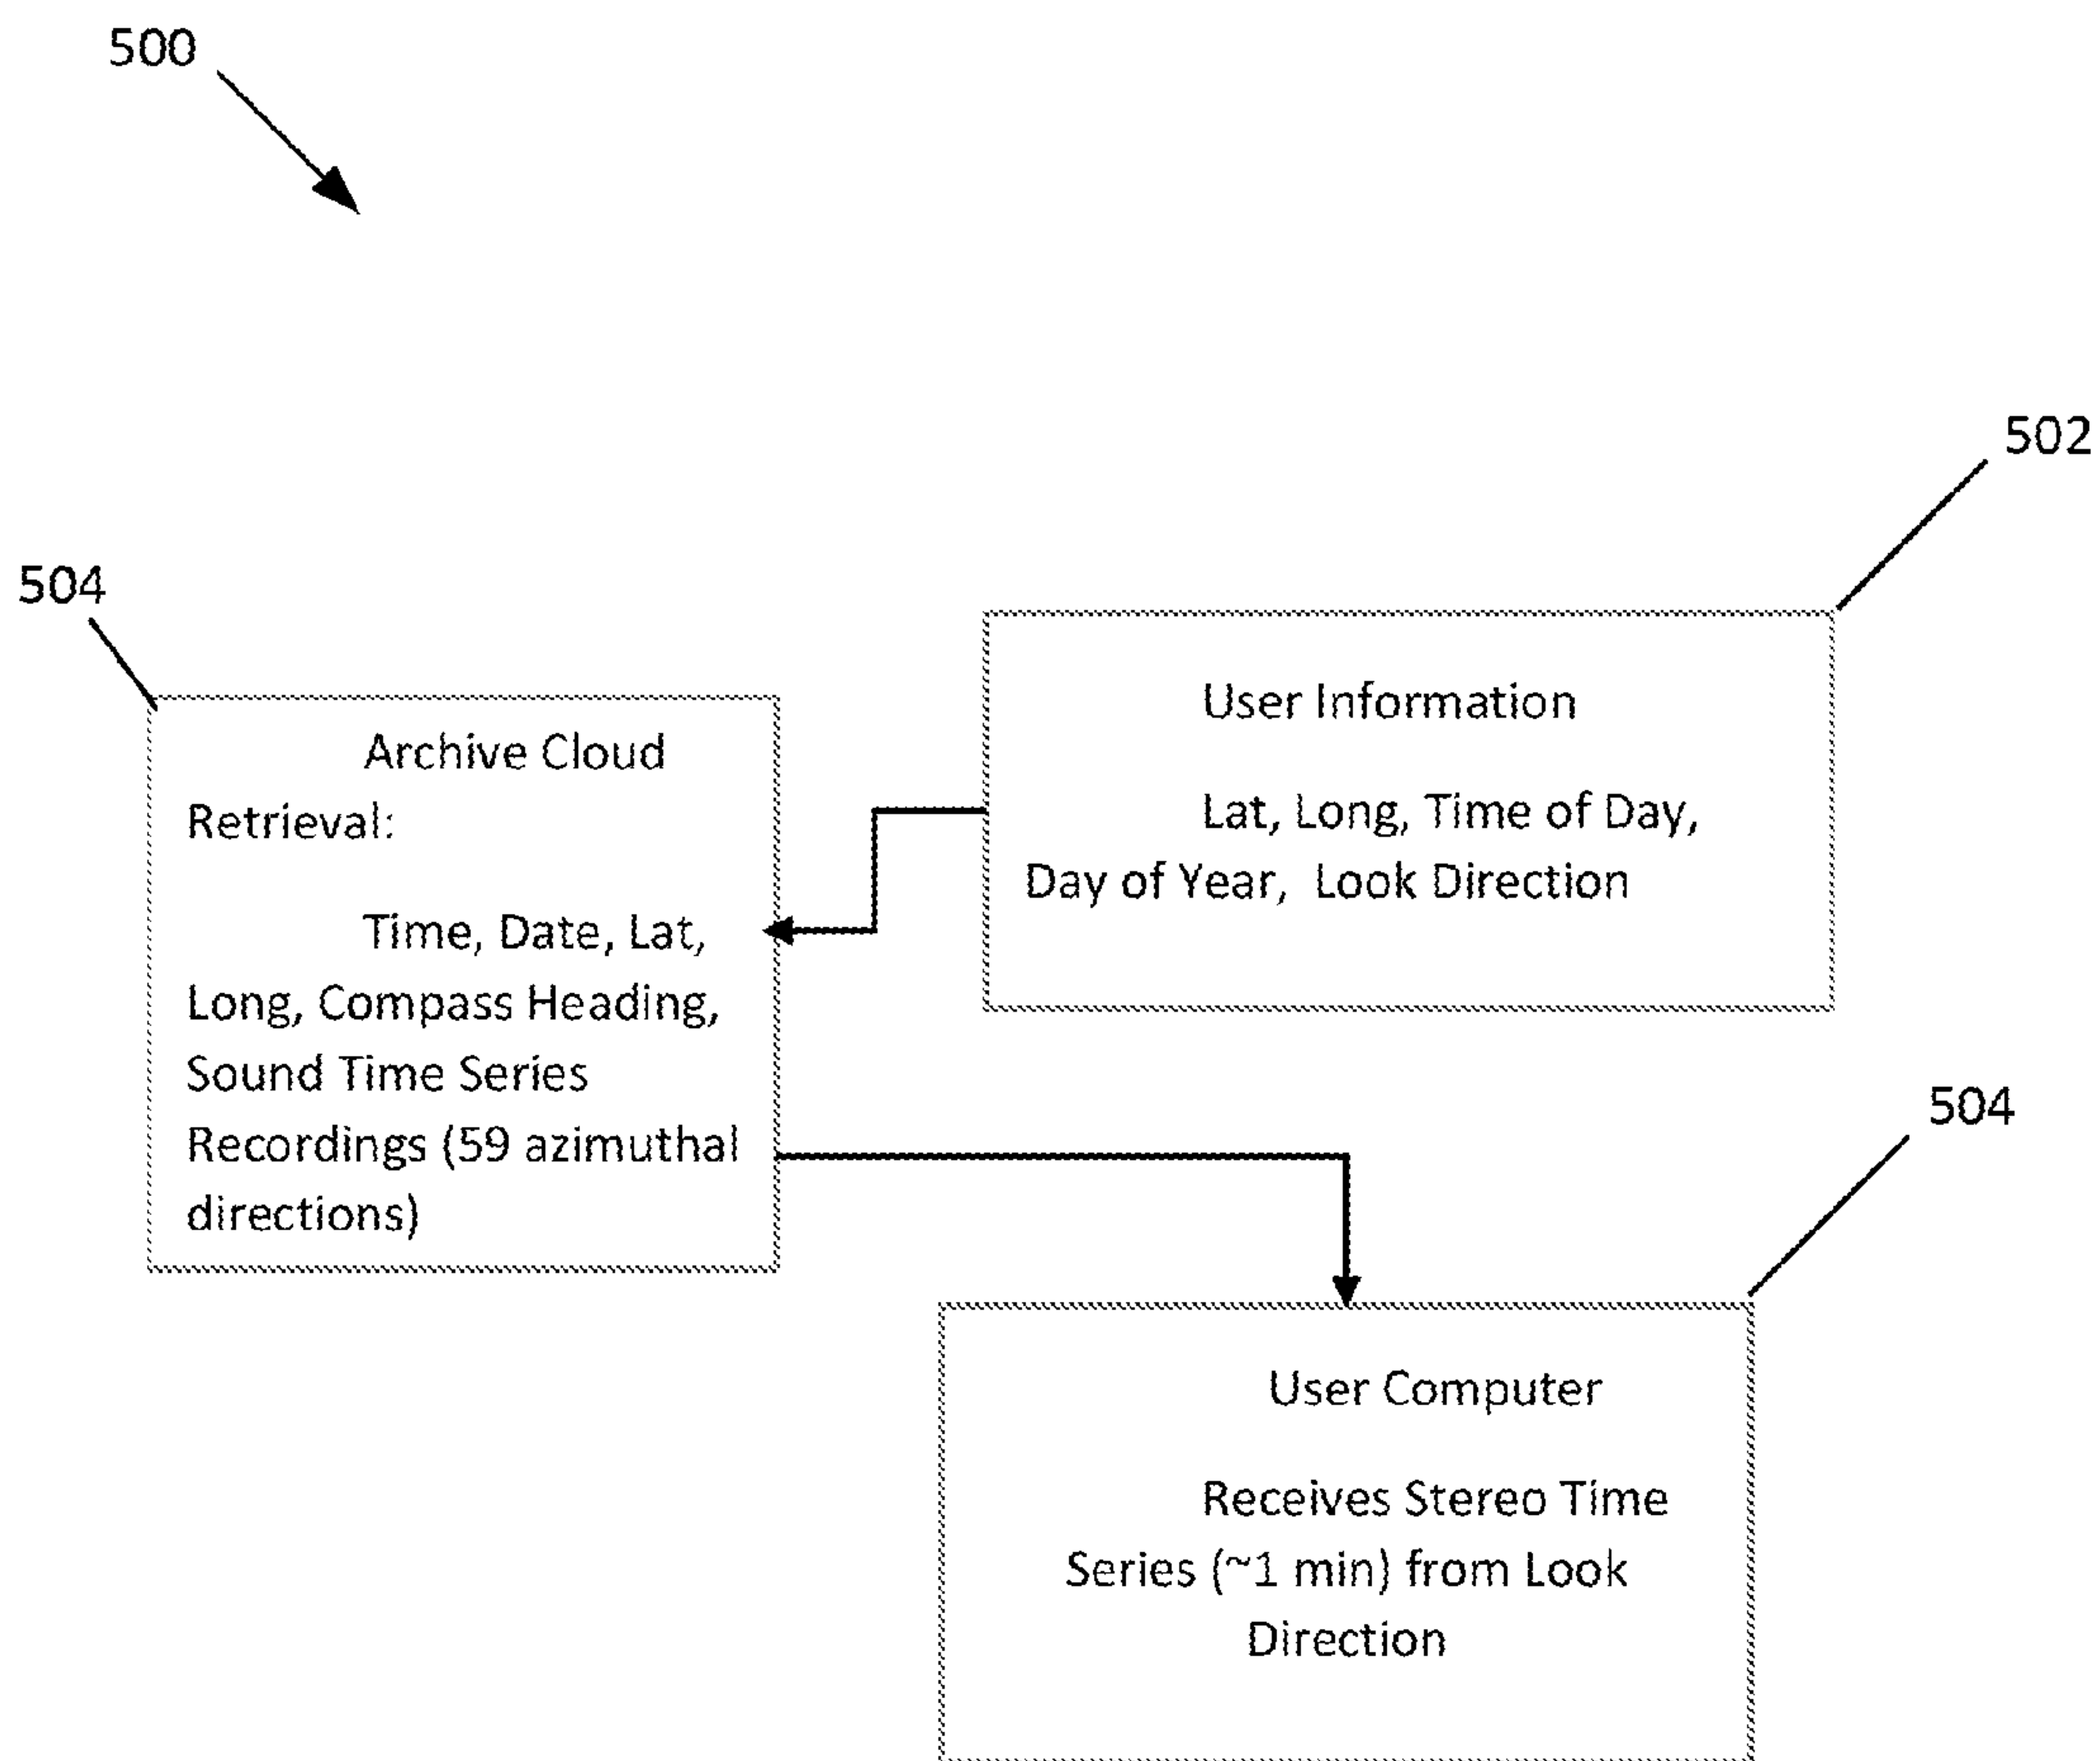 500
502
504
User Information
Lat, Long, Time of Day,
Day of Year, Look Direction
Archive Cloud
Retrieval:
Time, Date, Lat,
Long, Compass Heading,
Sound Time Series
Recordings (59 azimuthal
directions)
504
User Computer
Receives Stereo Time
Series (~1 min) from Look
Direction